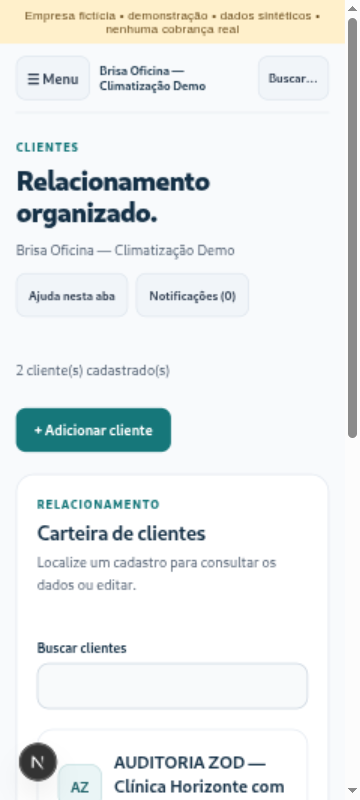 Empresa fictícia • demonstração • dados sintéticos •
nenhuma cobrança real
☰ Menu
Brisa Oficina —
Climatização Demo
Buscar...
CLIENTES
Relacionamento
organizado.
Brisa Oficina — Climatização Demo
Ajuda nesta aba
Notificações (0)
2 cliente(s) cadastrado(s)
+ Adicionar cliente
RELACIONAMENTO
Carteira de clientes
Localize um cadastro para consultar os
dados ou editar.
Buscar clientes
N
AZ
AUDITORIA ZOD —
Clínica Horizonte com